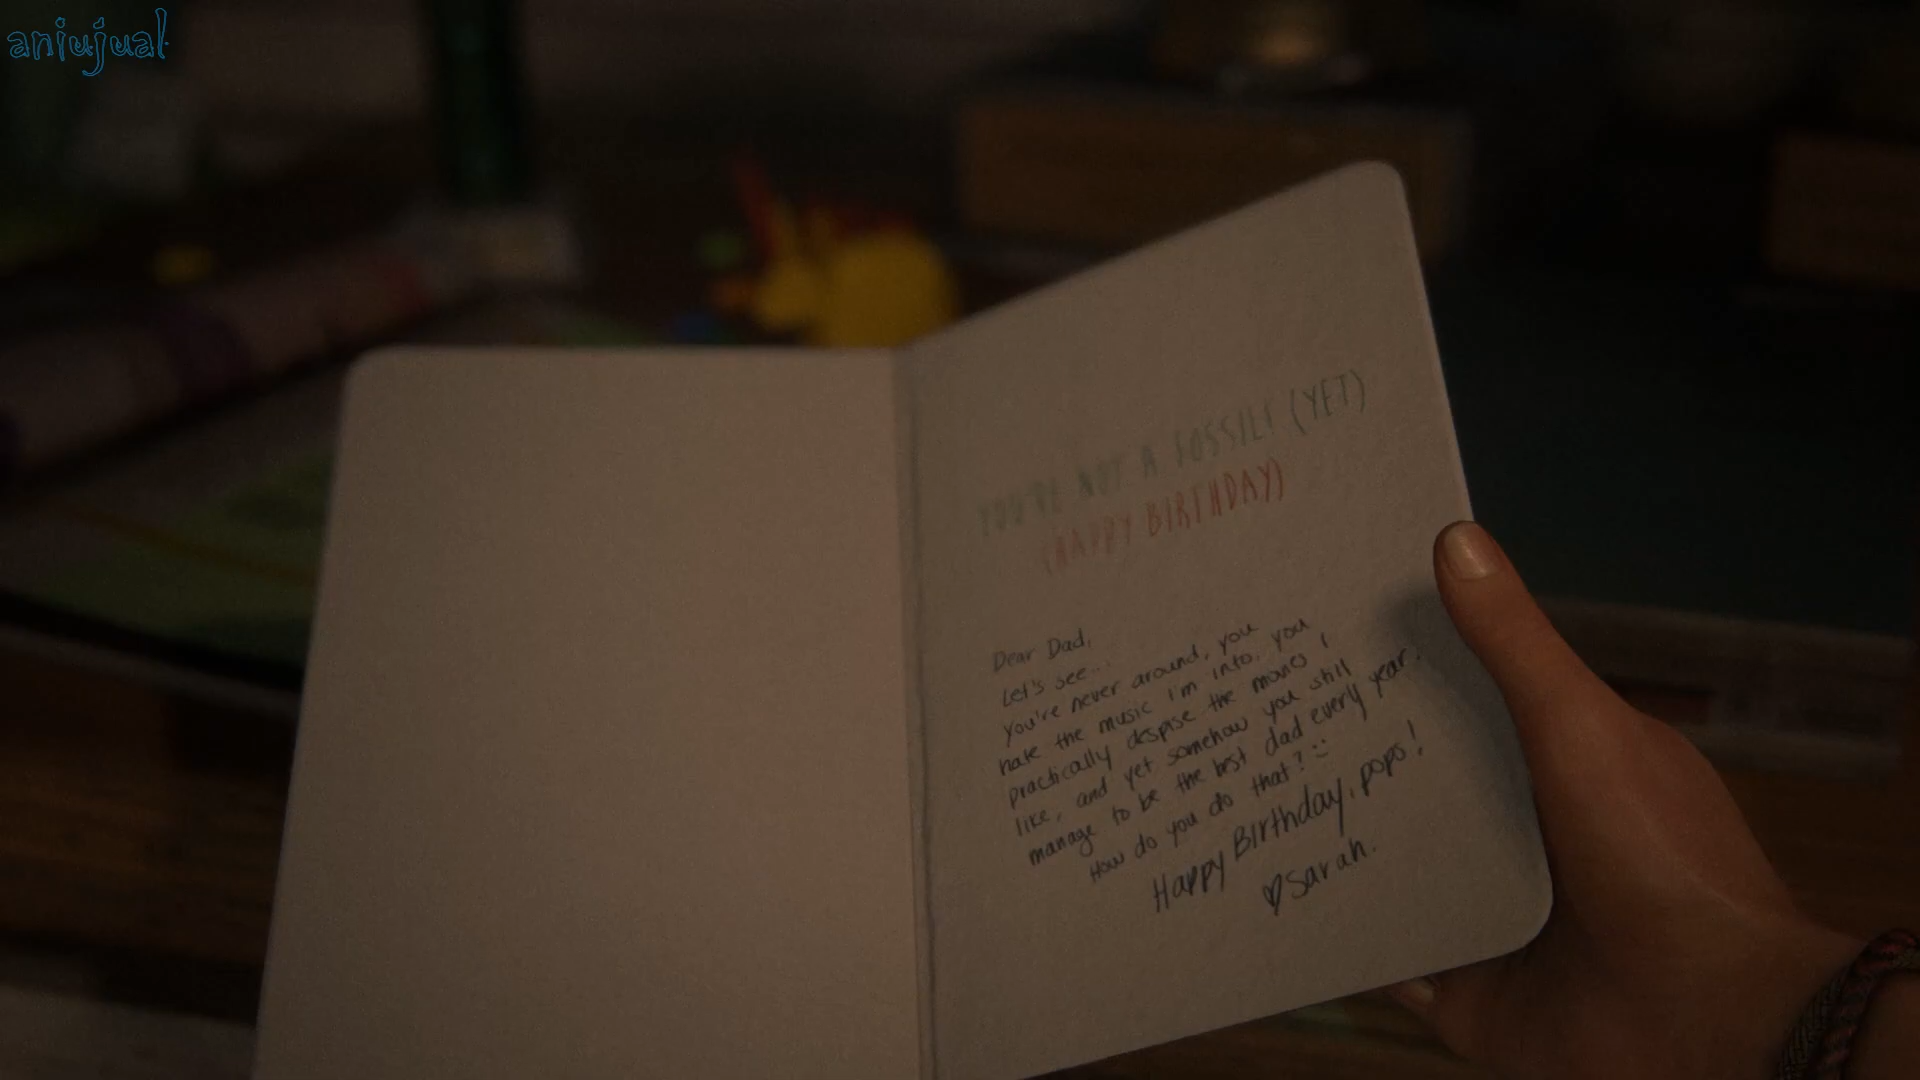 aniujual
YOU'RE NOT A FOSSIL! (YET)
(HAPPY BIRTHDAY)
Dear Dad,
Let's see...
you're never around, you
hate the music I'm into, you
practically despise the movies I
like, and yet somehow you still
manage to be the best dad every year.
How do you do that? :)
Happy Birthday, popo!
♡ Sarah.